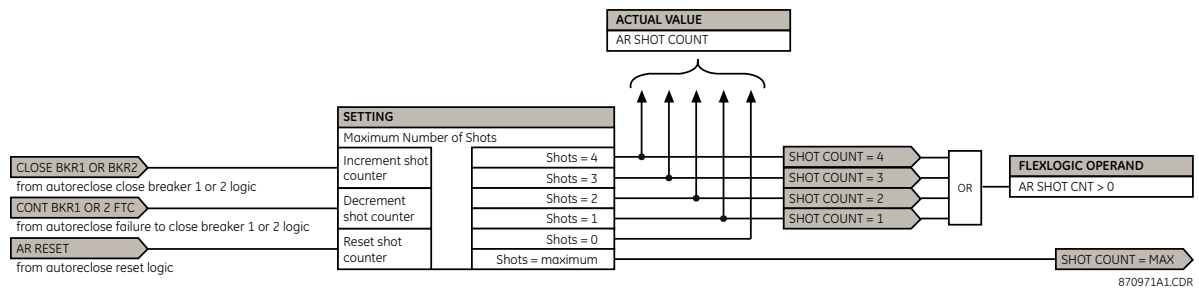 ACTUAL VALUE
AR SHOT COUNT
SETTING
Maximum Number of Shots
CLOSE BKR1 OR BKR2
from autoreclose close breaker 1 or 2 logic
CONT BKR1 OR 2 FTC
from autoreclose failure to close breaker 1 or 2 logic
AR RESET
from autoreclose reset logic
Increment shot
counter
Decrement
shot counter
Reset shot
counter
Shots = 4
Shots = 3
Shots = 2
Shots = 1
Shots = 0
Shots = maximum
SHOT COUNT = 4
SHOT COUNT = 3
SHOT COUNT = 2
SHOT COUNT = 1
OR
FLEXLOGIC OPERAND
AR SHOT CNT > 0
SHOT COUNT = MAX
870971A1.CDR